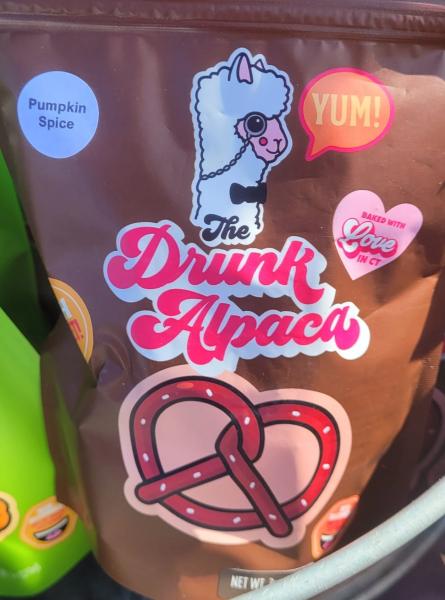 Pumpkin
Spice
YUM!
The
Drunk
Alpaca
BAKED WITH
Love
IN CT
NET WT